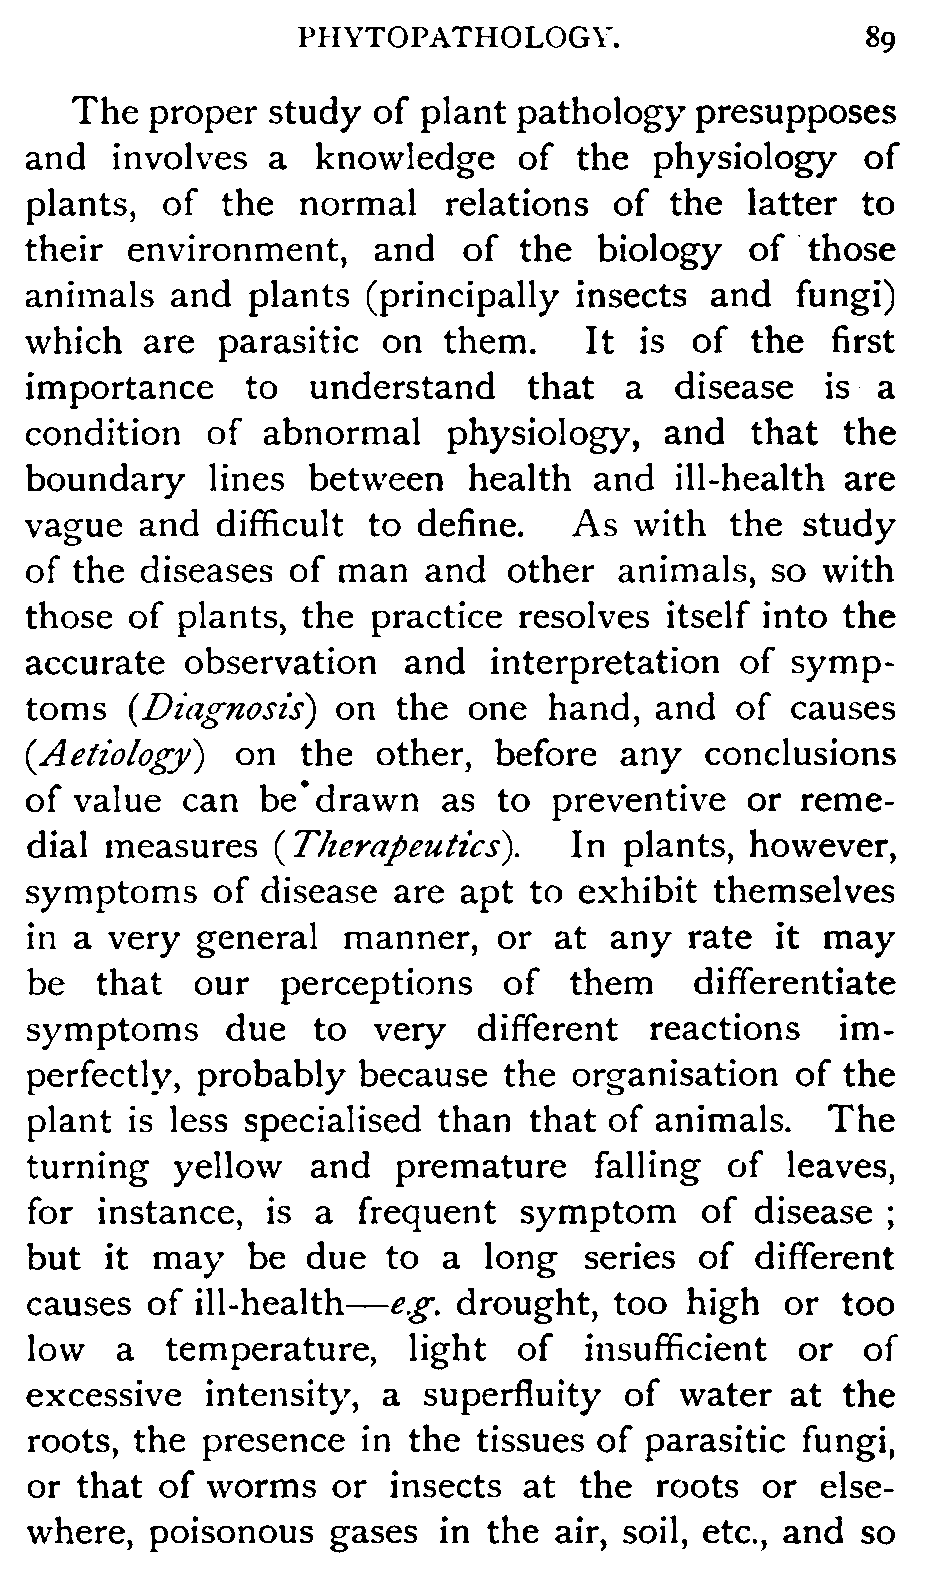 PHYTOPATHOLOGY. 89
The proper study of plant pathology presupposes
and involves a knowledge of the physiology of
plants, of the normal relations of the latter to
their environment, and of the biology of those
animals and plants (principally insects and fungi)
which are parasitic on them. It is of the first
importance to understand that a disease is a
condition of abnormal physiology, and that the
boundary lines between health and ill-health are
vague and difficult to define. As with the study
of the diseases of man and other animals, so with
those of plants, the practice resolves itself into the
accurate observation and interpretation of symp-
toms (Diagnosis) on the one hand, and of causes
(Aetiology) on the other, before any conclusions
of value can be drawn as to preventive or reme-
dial measures (Therapeutics). In plants, however,
symptoms of disease are apt to exhibit themselves
in a very general manner, or at any rate it may
be that our perceptions of them differentiate
symptoms due to very different reactions im-
perfectly, probably because the organisation of the
plant is less specialised than that of animals. The
turning yellow and premature falling of leaves,
for instance, is a frequent symptom of disease ;
but it may be due to a long series of different
causes of ill-health—e.g. drought, too high or too
low a temperature, light of insufficient or of
excessive intensity, a superfluity of water at the
roots, the presence in the tissues of parasitic fungi,
or that of worms or insects at the roots or else-
where, poisonous gases in the air, soil, etc., and so